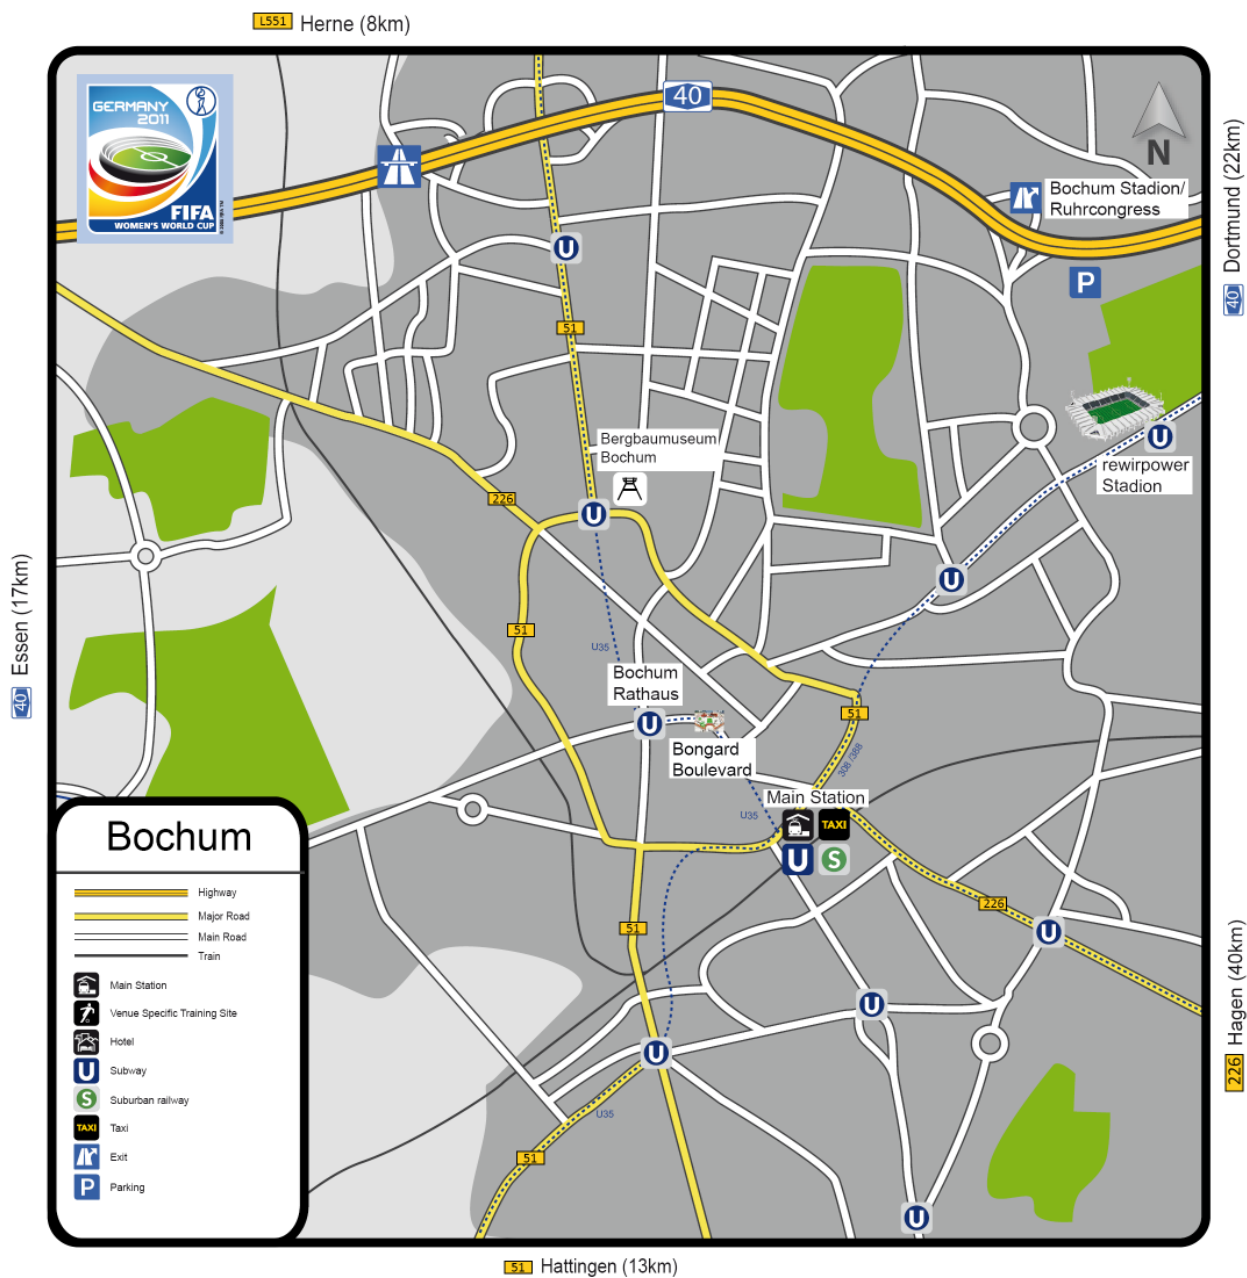 L551 Herne (8km)
GERMANY
2011
FIFA
WOMEN'S WORLD CUP
40
N
Bochum Stadion/
Ruhrcongress
P
40 Dortmund (22km)
U
51
Bergbaumuseum
Bochum
226
U
U
rewirpower
Stadion
U
40 Essen (17km)
51
U35
Bochum
Rathaus
U
51
Bongard
Boulevard
308 /388
Main Station
U35
TAXI
U
S
226
51
U
U
U
U35
51
U
226 Hagen (40km)
Bochum
Highway
Major Road
Main Road
Train
Main Station
Venue Specific Training Site
Hotel
U Subway
S Suburban railway
TAXI Taxi
Exit
P Parking
51 Hattingen (13km)